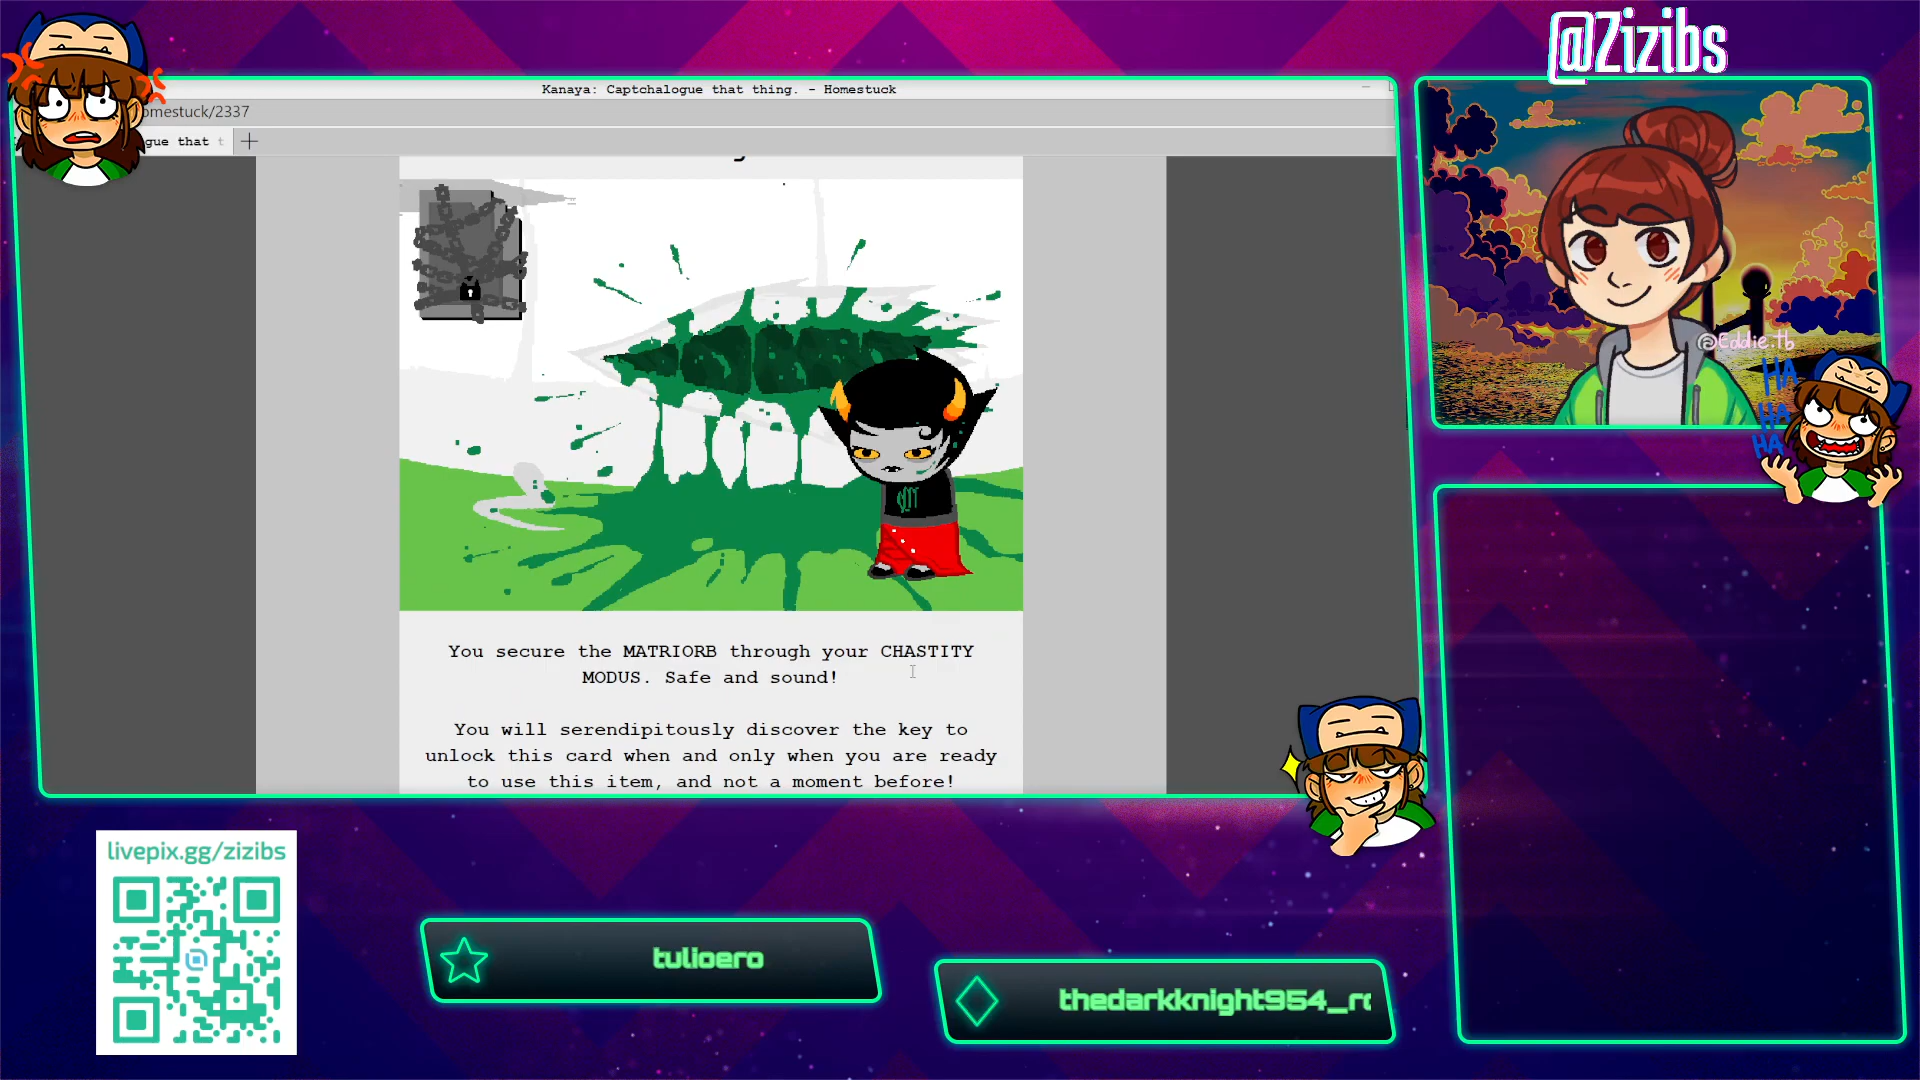 @Zizibs
Kanaya: Captchalogue that thing. - Homestuck
omestuck/2337
gue that t
You secure the MATRIORB through your CHASTITY
MODUS. Safe and sound!
You will serendipitously discover the key to
unlock this card when and only when you are ready
to use this item, and not a moment before!
@Eddie.tb
HA
HA
HA
livepix.gg/zizibs
tulioero
thedarkknight954_